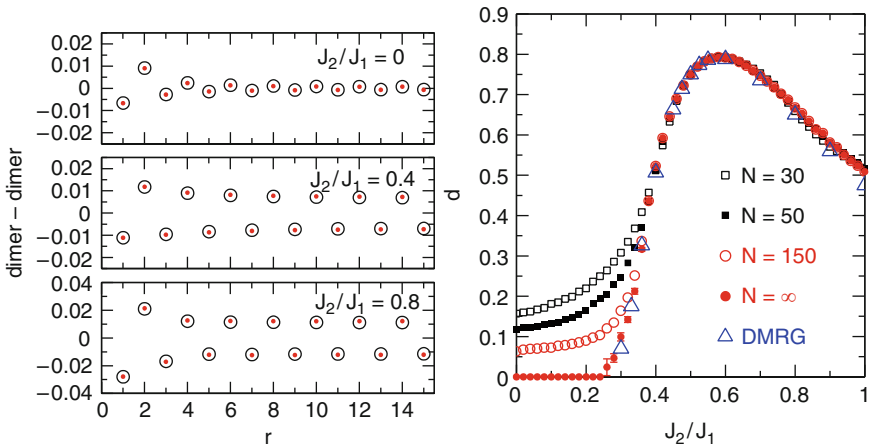 dimer – dimer
0.02
0.01
0
−0.01
−0.02
J2/J1 = 0
0.02
0.01
0
−0.01
−0.02
J2/J1 = 0.4
0.04
0.02
0
−0.02
−0.04
J2/J1 = 0.8
0 2 4 6 8 10 12 14
r
d
0.9
0.8
0.7
0.6
0.5
0.4
0.3
0.2
0.1
0
N = 30
N = 50
N = 150
N = ∞
DMRG
0 0.2 0.4 0.6 0.8 1
J2/J1